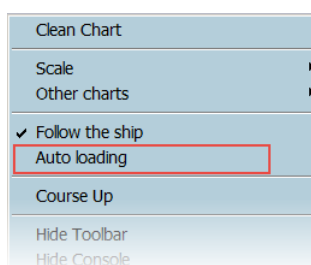 Clean Chart
Scale
Other charts
Follow the ship
Auto loading
Course Up
Hide Toolbar
Hide Console